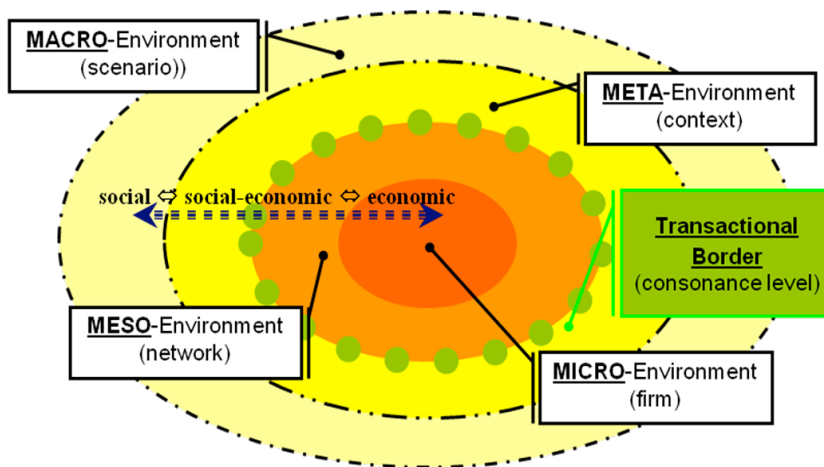 MACRO-Environment
(scenario))
META-Environment
(context)
social ⇔ social-economic ⇔ economic
Transactional
Border
(consonance level)
MESO-Environment
(network)
MICRO-Environment
(firm)